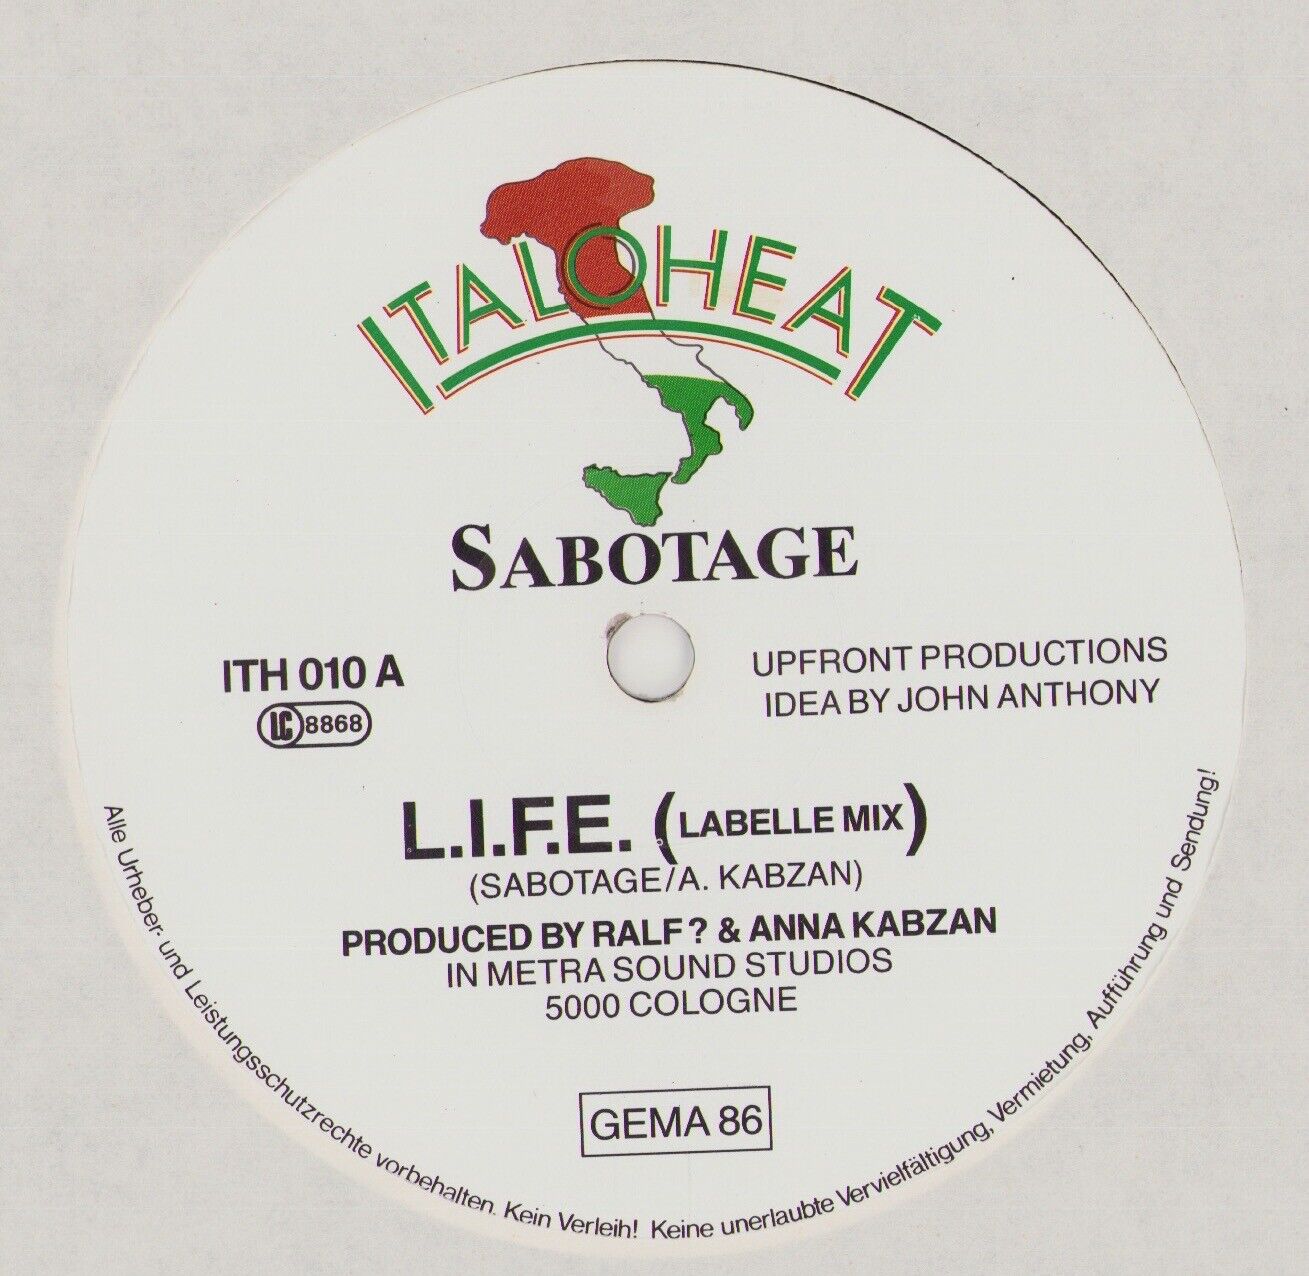 ITALOHEAT
SABOTAGE
ITH 010 A
LC 8868
UPFRONT PRODUCTIONS
IDEA BY JOHN ANTHONY
L.I.F.E. (LABELLE MIX)
(SABOTAGE/A. KABZAN)
PRODUCED BY RALF? & ANNA KABZAN
IN METRA SOUND STUDIOS
5000 COLOGNE
GEMA 86
Alle Urheber- und Leistungsschutzrechte vorbehalten. Kein Verleih! Keine unerlaubte Vervielfältigung, Vermietung, Aufführung und Sendung!